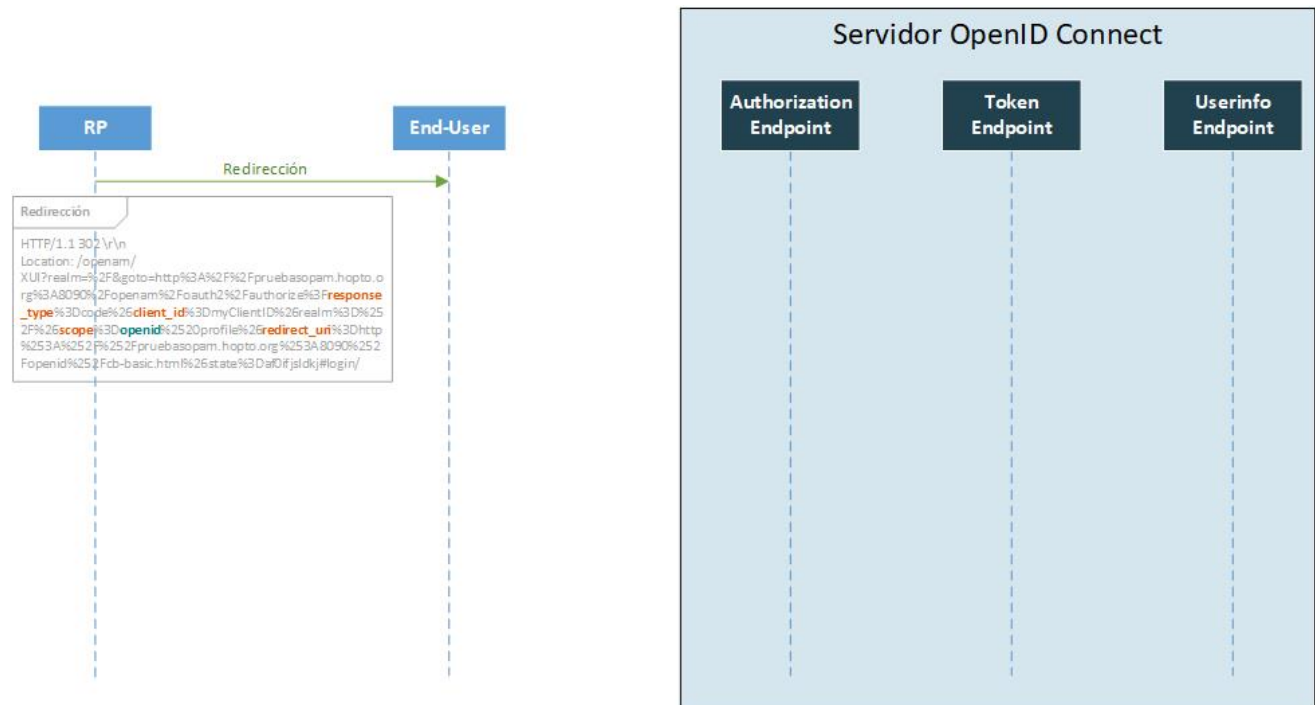 Servidor OpenID Connect
RP
End-User
Authorization
Endpoint
Token
Endpoint
Userinfo
Endpoint
Redirección
Redirección
HTTP/1.1 302 \r\n
Location: /openam/
XUI?realm=%2F&goto=http%3A%2F%2Fpruebasopam.hopto.o
rg%3A8090%2Fopenam%2Foauth2%2Fauthorize%3Fresponse
_type%3Dcode%26client_id%3DmyClientID%26realm%3D%25
2F%26scope%3Dopenid%2520profile%26redirect_uri%3Dhttp
%253A%252F%252Fpruebasopam.hopto.org%253A8090%252
Fopenid%252Fcb-basic.html%26state%3Daf0ifjsldkj#login/